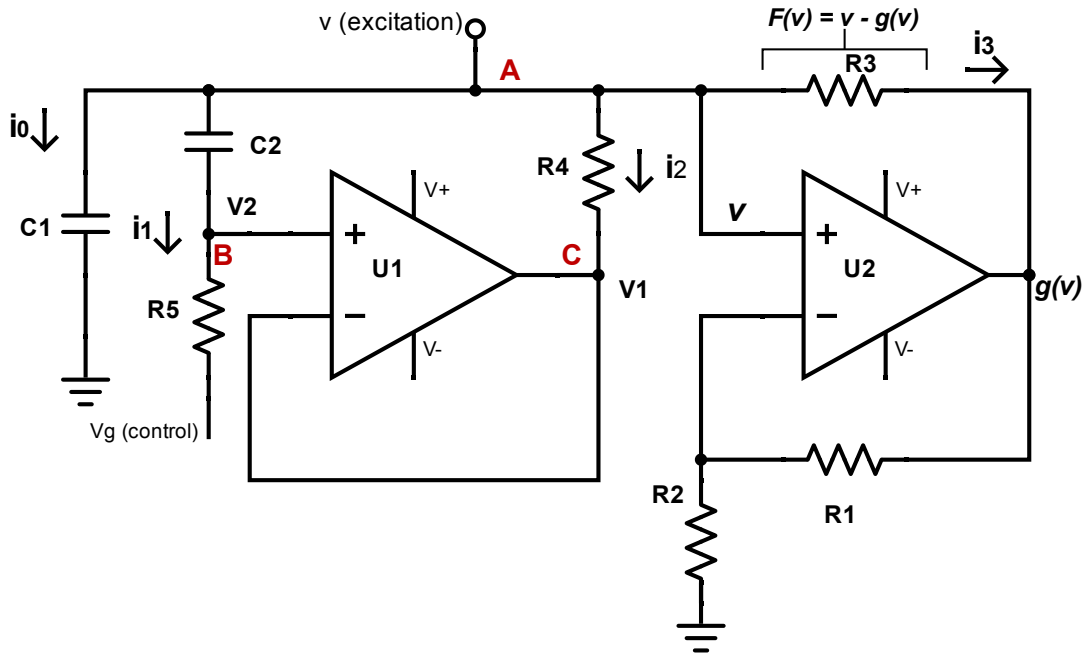 v (excitation)
F(v) = v - g(v)
A
R3
i3
i0
C2
R4
i2
V+
V+
C1
i1
V2
v
B
+
U1
C
V1
+
U2
g(v)
R5
−
V-
−
V-
Vg (control)
R2
R1